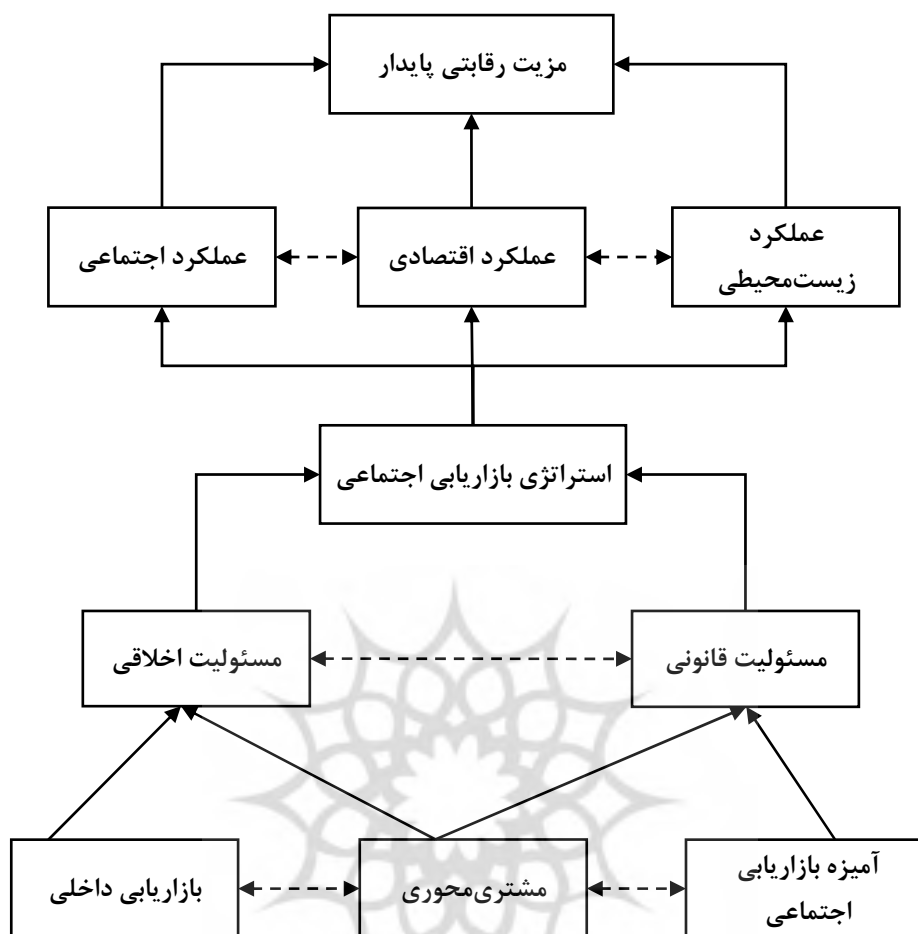 مزیت رقابتی پایدار
عملکرد
زیست‌محیطی
عملکرد اقتصادی
عملکرد اجتماعی
استراتژی بازاریابی اجتماعی
مسئولیت قانونی
مسئولیت اخلاقی
آمیزه بازاریابی
اجتماعی
مشتری‌محوری
بازاریابی داخلی